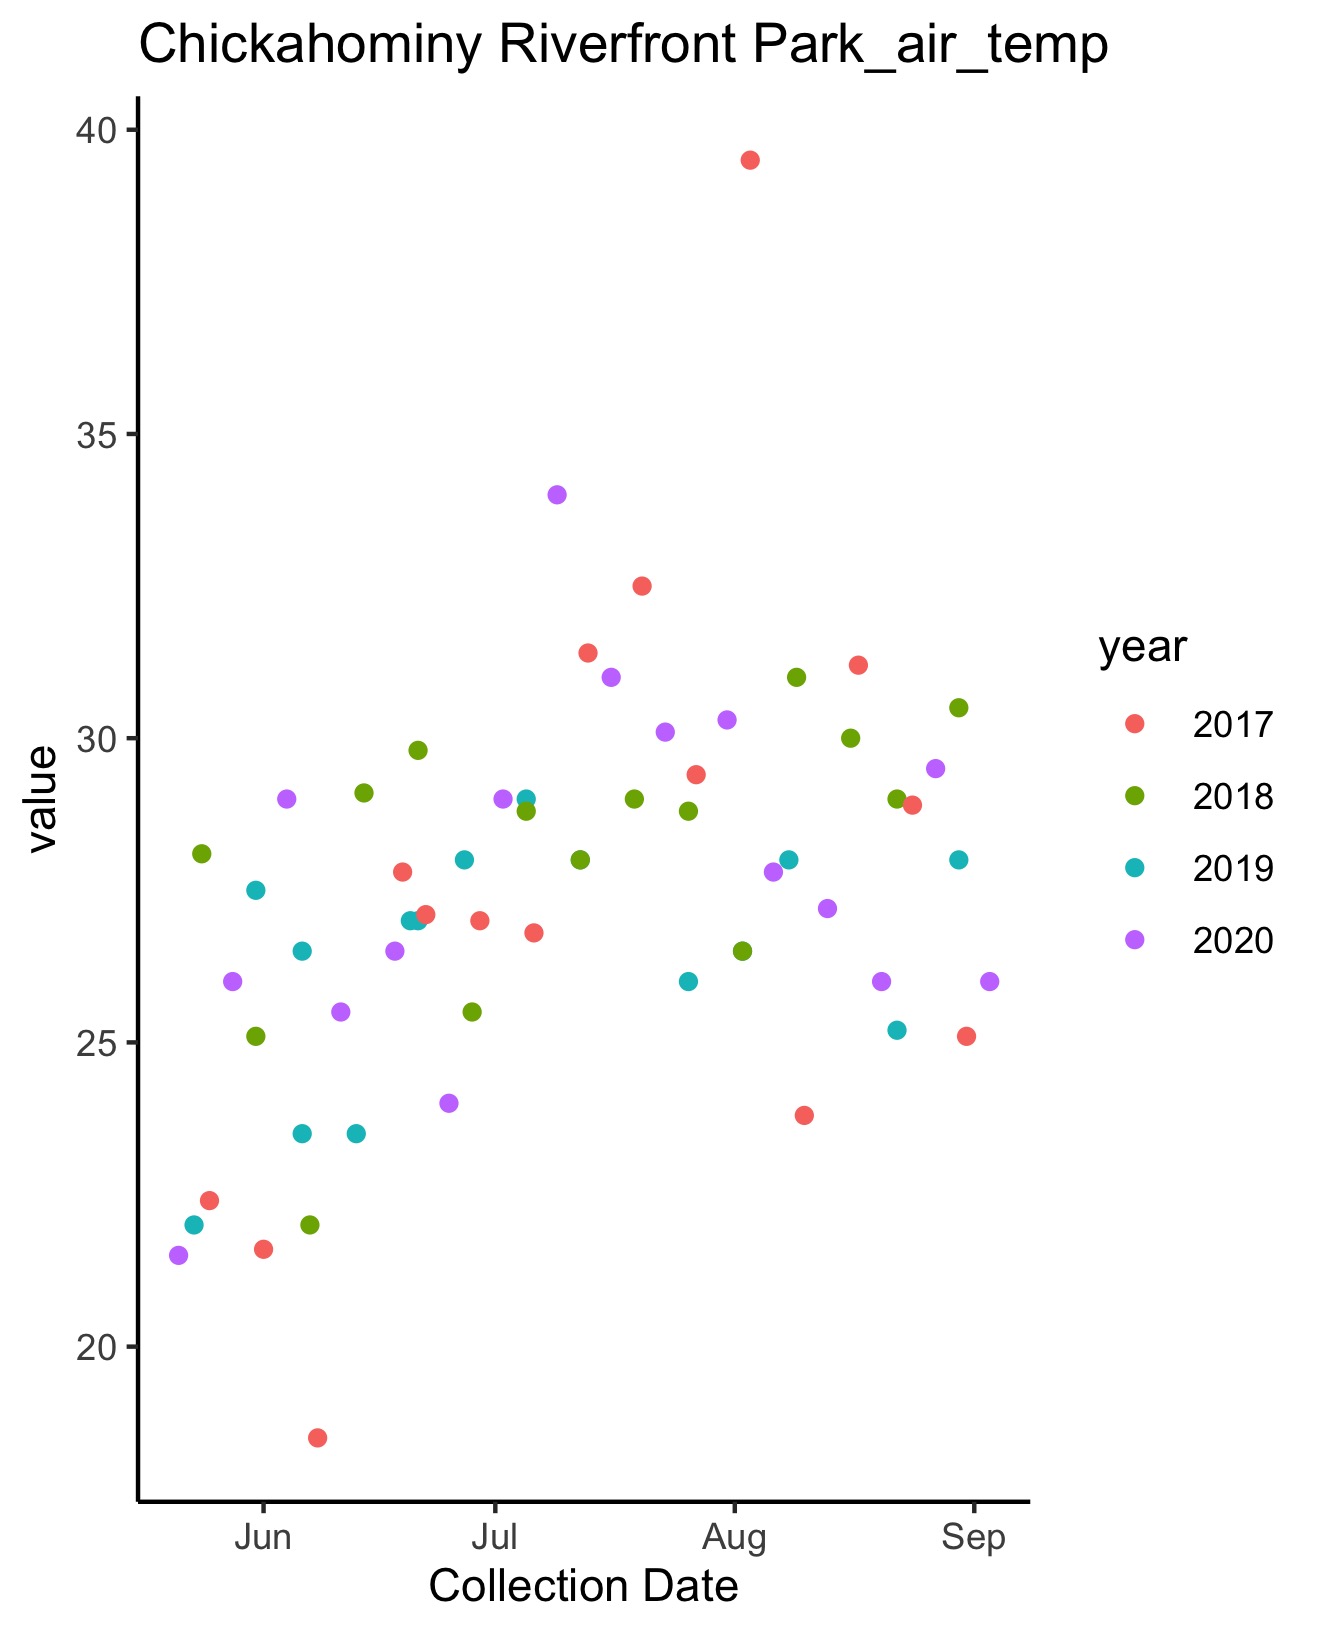 Chickahominy Riverfront Park_air_temp
40
35
30
25
20
value
Jun Jul Aug Sep
Collection Date
year
2017
2018
2019
2020